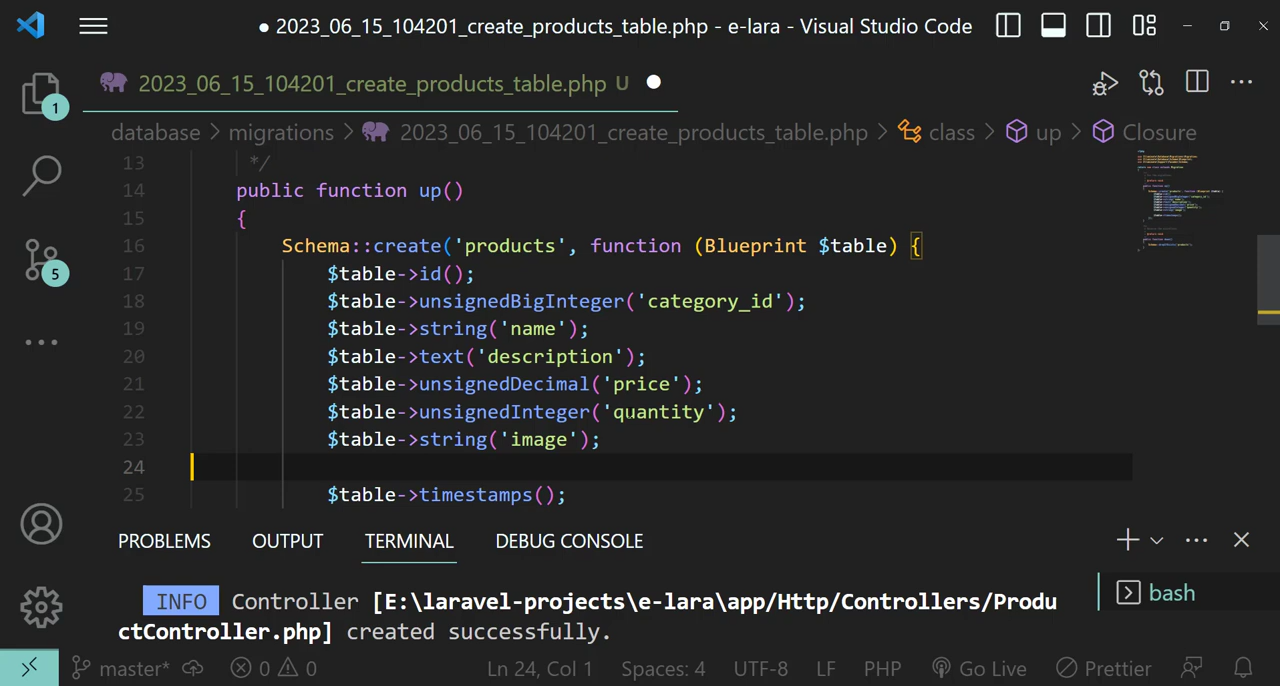 ● 2023_06_15_104201_create_products_table.php - e-lara - Visual Studio Code
1
2023_06_15_104201_create_products_table.php U ●
database > migrations > 2023_06_15_104201_create_products_table.php > class > up > Closure
13 */
14 public function up()
15 {
16 Schema::create('products', function (Blueprint $table) {
17 $table->id();
18 $table->unsignedBigInteger('category_id');
19 $table->string('name');
20 $table->text('description');
21 $table->unsignedDecimal('price');
22 $table->unsignedInteger('quantity');
23 $table->string('image');
24
25 $table->timestamps();
5
PROBLEMS OUTPUT TERMINAL DEBUG CONSOLE
INFO Controller [E:\laravel-projects\e-lara\app/Http/Controllers/Produ
ctController.php] created successfully.
bash
master* 0 0 Ln 24, Col 1 Spaces: 4 UTF-8 LF PHP Go Live Prettier